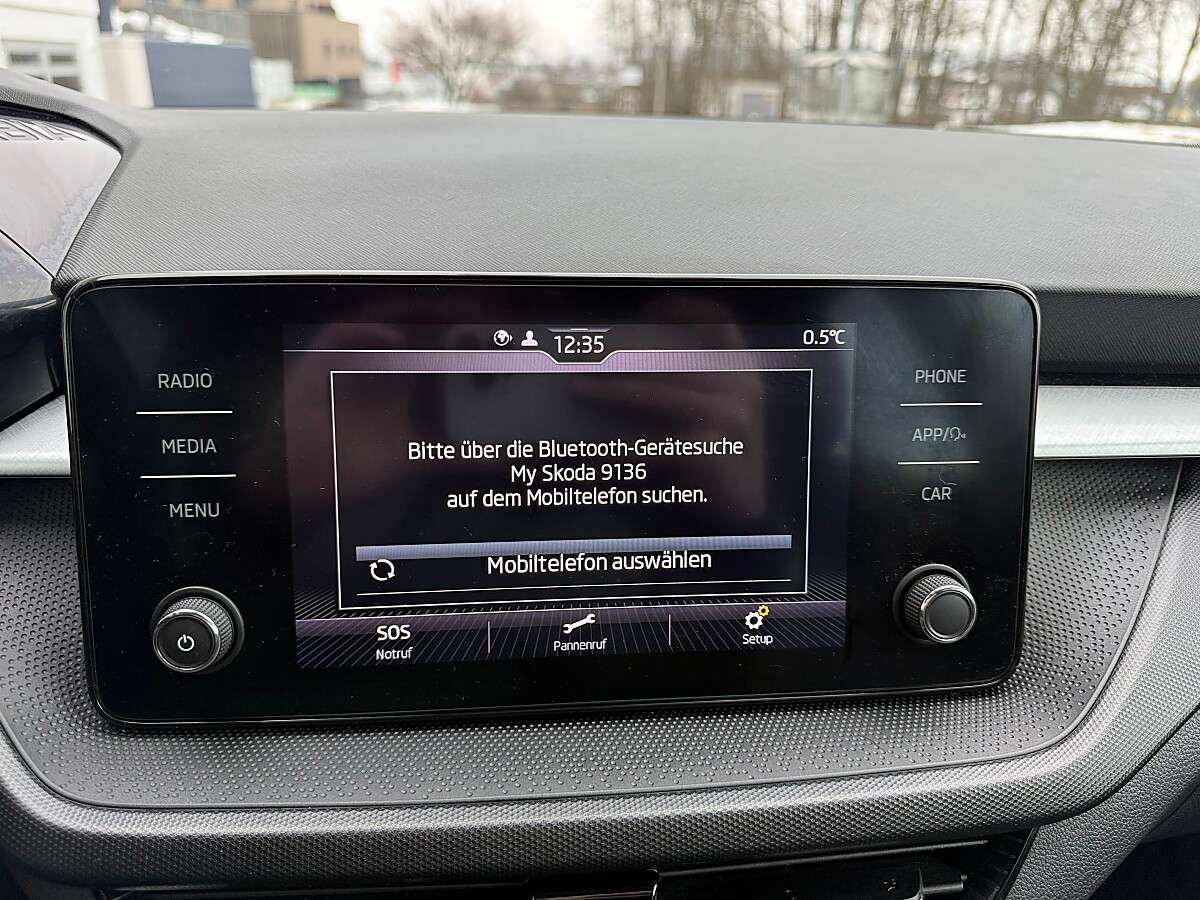 12:35
0.5°C
RADIO
MEDIA
MENU
Bitte über die Bluetooth-Gerätesuche
My Skoda 9136
auf dem Mobiltelefon suchen.
Mobiltelefon auswählen
SOS
Notruf
Pannenruf
Setup
PHONE
APP/
CAR